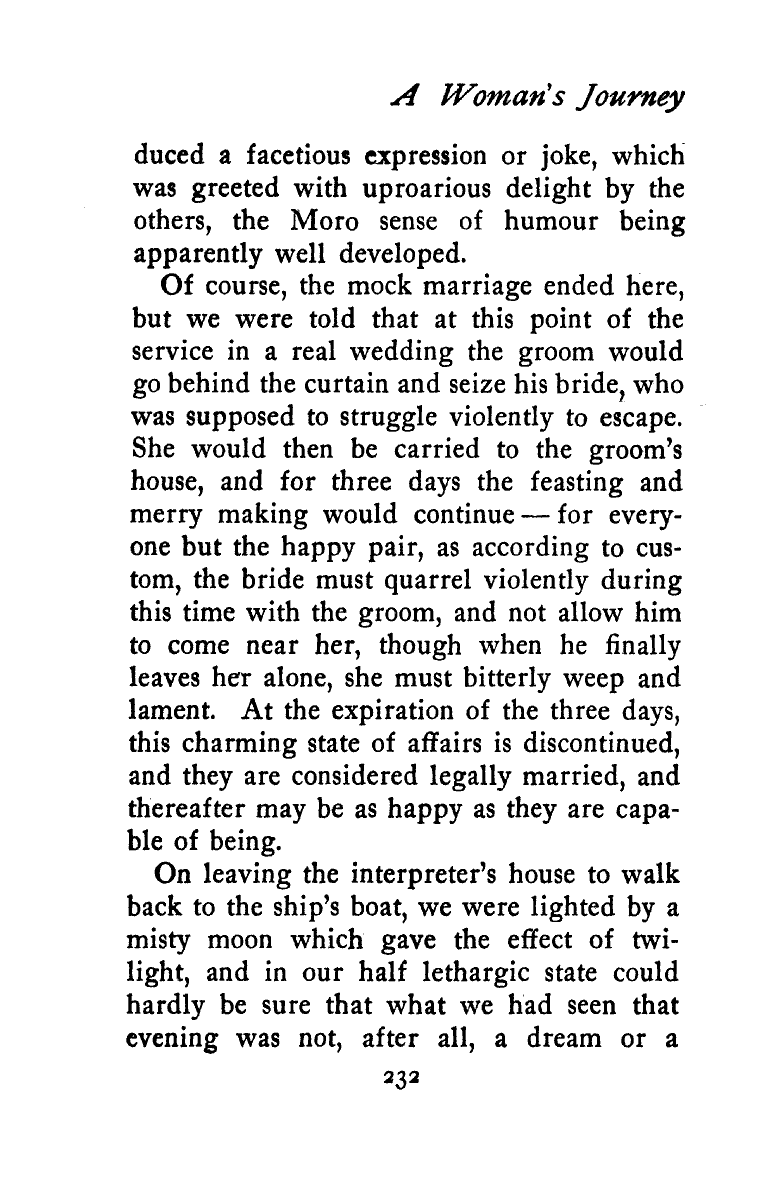 A Woman's Journey
duced a facetious expression or joke, which
was greeted with uproarious delight by the
others, the Moro sense of humour being
apparently well developed.
Of course, the mock marriage ended here,
but we were told that at this point of the
service in a real wedding the groom would
go behind the curtain and seize his bride, who
was supposed to struggle violently to escape.
She would then be carried to the groom's
house, and for three days the feasting and
merry making would continue — for every-
one but the happy pair, as according to cus-
tom, the bride must quarrel violently during
this time with the groom, and not allow him
to come near her, though when he finally
leaves her alone, she must bitterly weep and
lament. At the expiration of the three days,
this charming state of affairs is discontinued,
and they are considered legally married, and
thereafter may be as happy as they are capa-
ble of being.
On leaving the interpreter's house to walk
back to the ship's boat, we were lighted by a
misty moon which gave the effect of twi-
light, and in our half lethargic state could
hardly be sure that what we had seen that
evening was not, after all, a dream or a
232